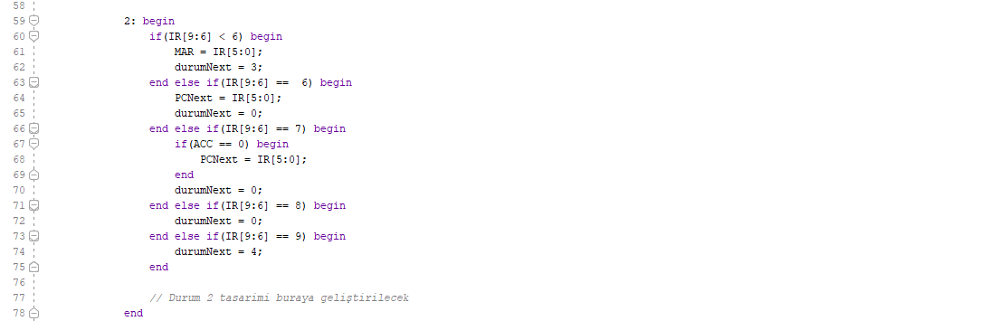 58
59 2: begin
60 if(IR[9:6] < 6) begin
61 MAR = IR[5:0];
62 durumNext = 3;
63 end else if(IR[9:6] ==  6) begin
64 PCNext = IR[5:0];
65 durumNext = 0;
66 end else if(IR[9:6] == 7) begin
67 if(ACC == 0) begin
68 PCNext = IR[5:0];
69 end
70 durumNext = 0;
71 end else if(IR[9:6] == 8) begin
72 durumNext = 0;
73 end else if(IR[9:6] == 9) begin
74 durumNext = 4;
75 end
76
77 // Durum 2 tasarimi buraya geliştirilecek
78 end